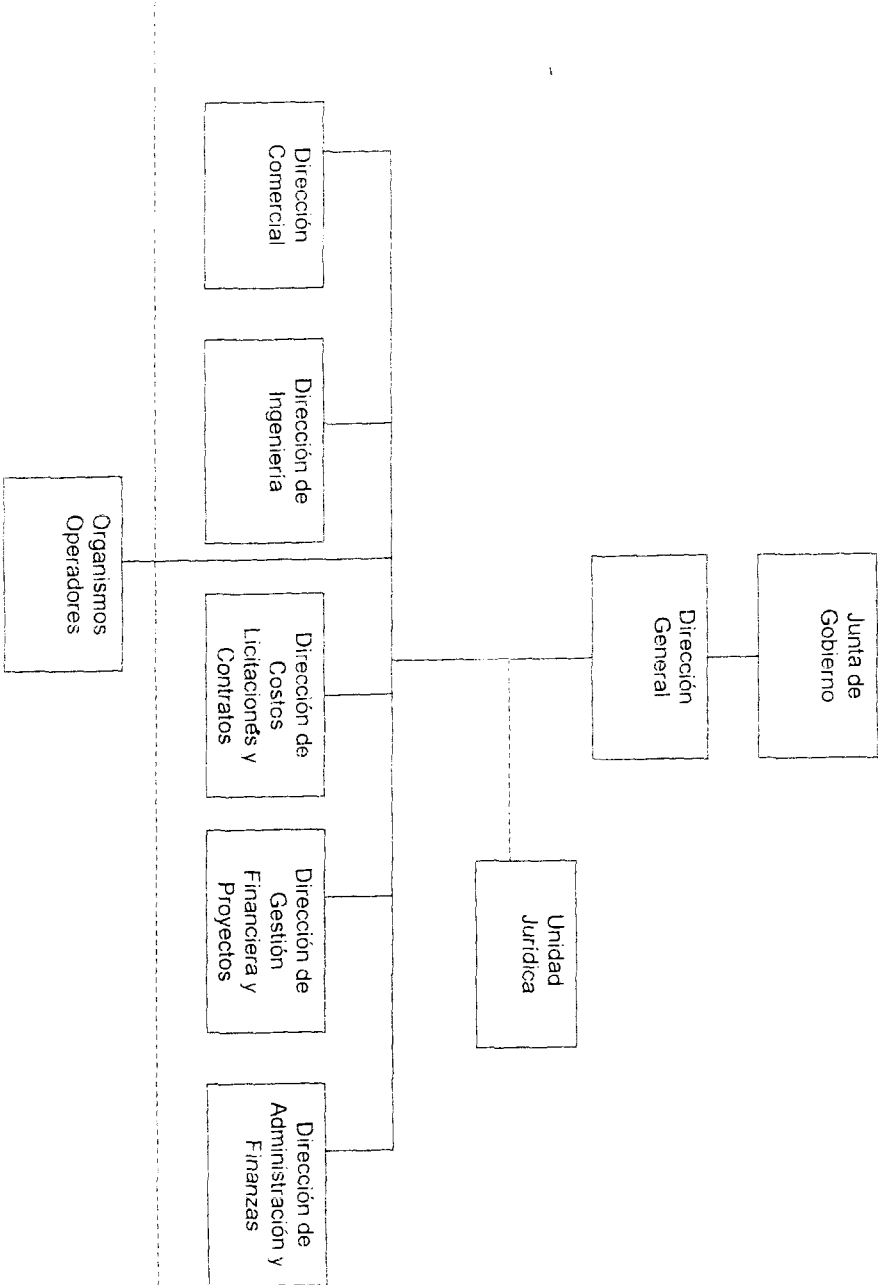 Junta de
Gobierno
Dirección
General
Unidad
Jurídica
Dirección
Comercial
Dirección de
Ingeniería
Dirección de
Costos
Licitaciones y
Contratos
Dirección de
Gestión
Financiera y
Proyectos
Dirección de
Administración y
Finanzas
Organismos
Operadores